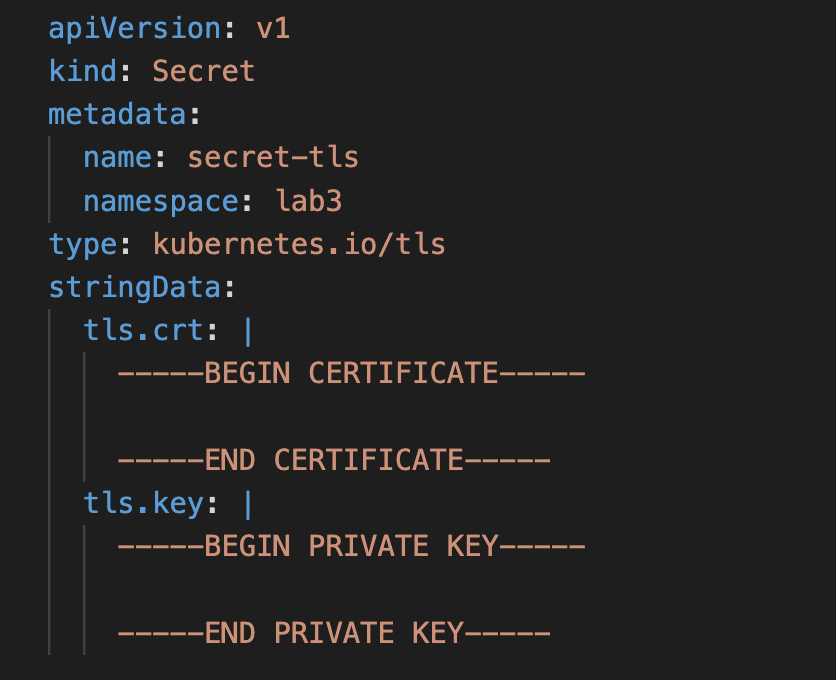 apiVersion: v1
kind: Secret
metadata:
  name: secret-tls
  namespace: lab3
type: kubernetes.io/tls
stringData:
  tls.crt: |
    -----BEGIN CERTIFICATE-----

    -----END CERTIFICATE-----
  tls.key: |
    -----BEGIN PRIVATE KEY-----

    -----END PRIVATE KEY-----